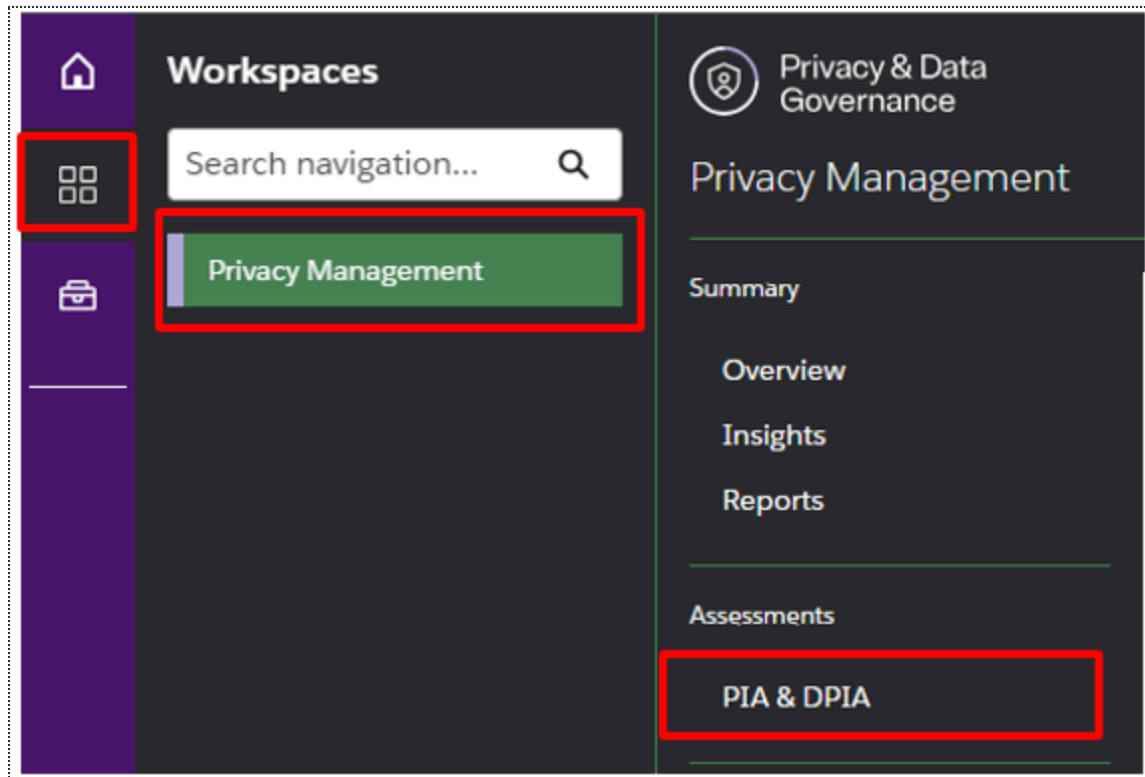 Workspaces
Search navigation...
Privacy Management
Privacy & Data
Governance
Privacy Management
Summary
Overview
Insights
Reports
Assessments
PIA & DPIA